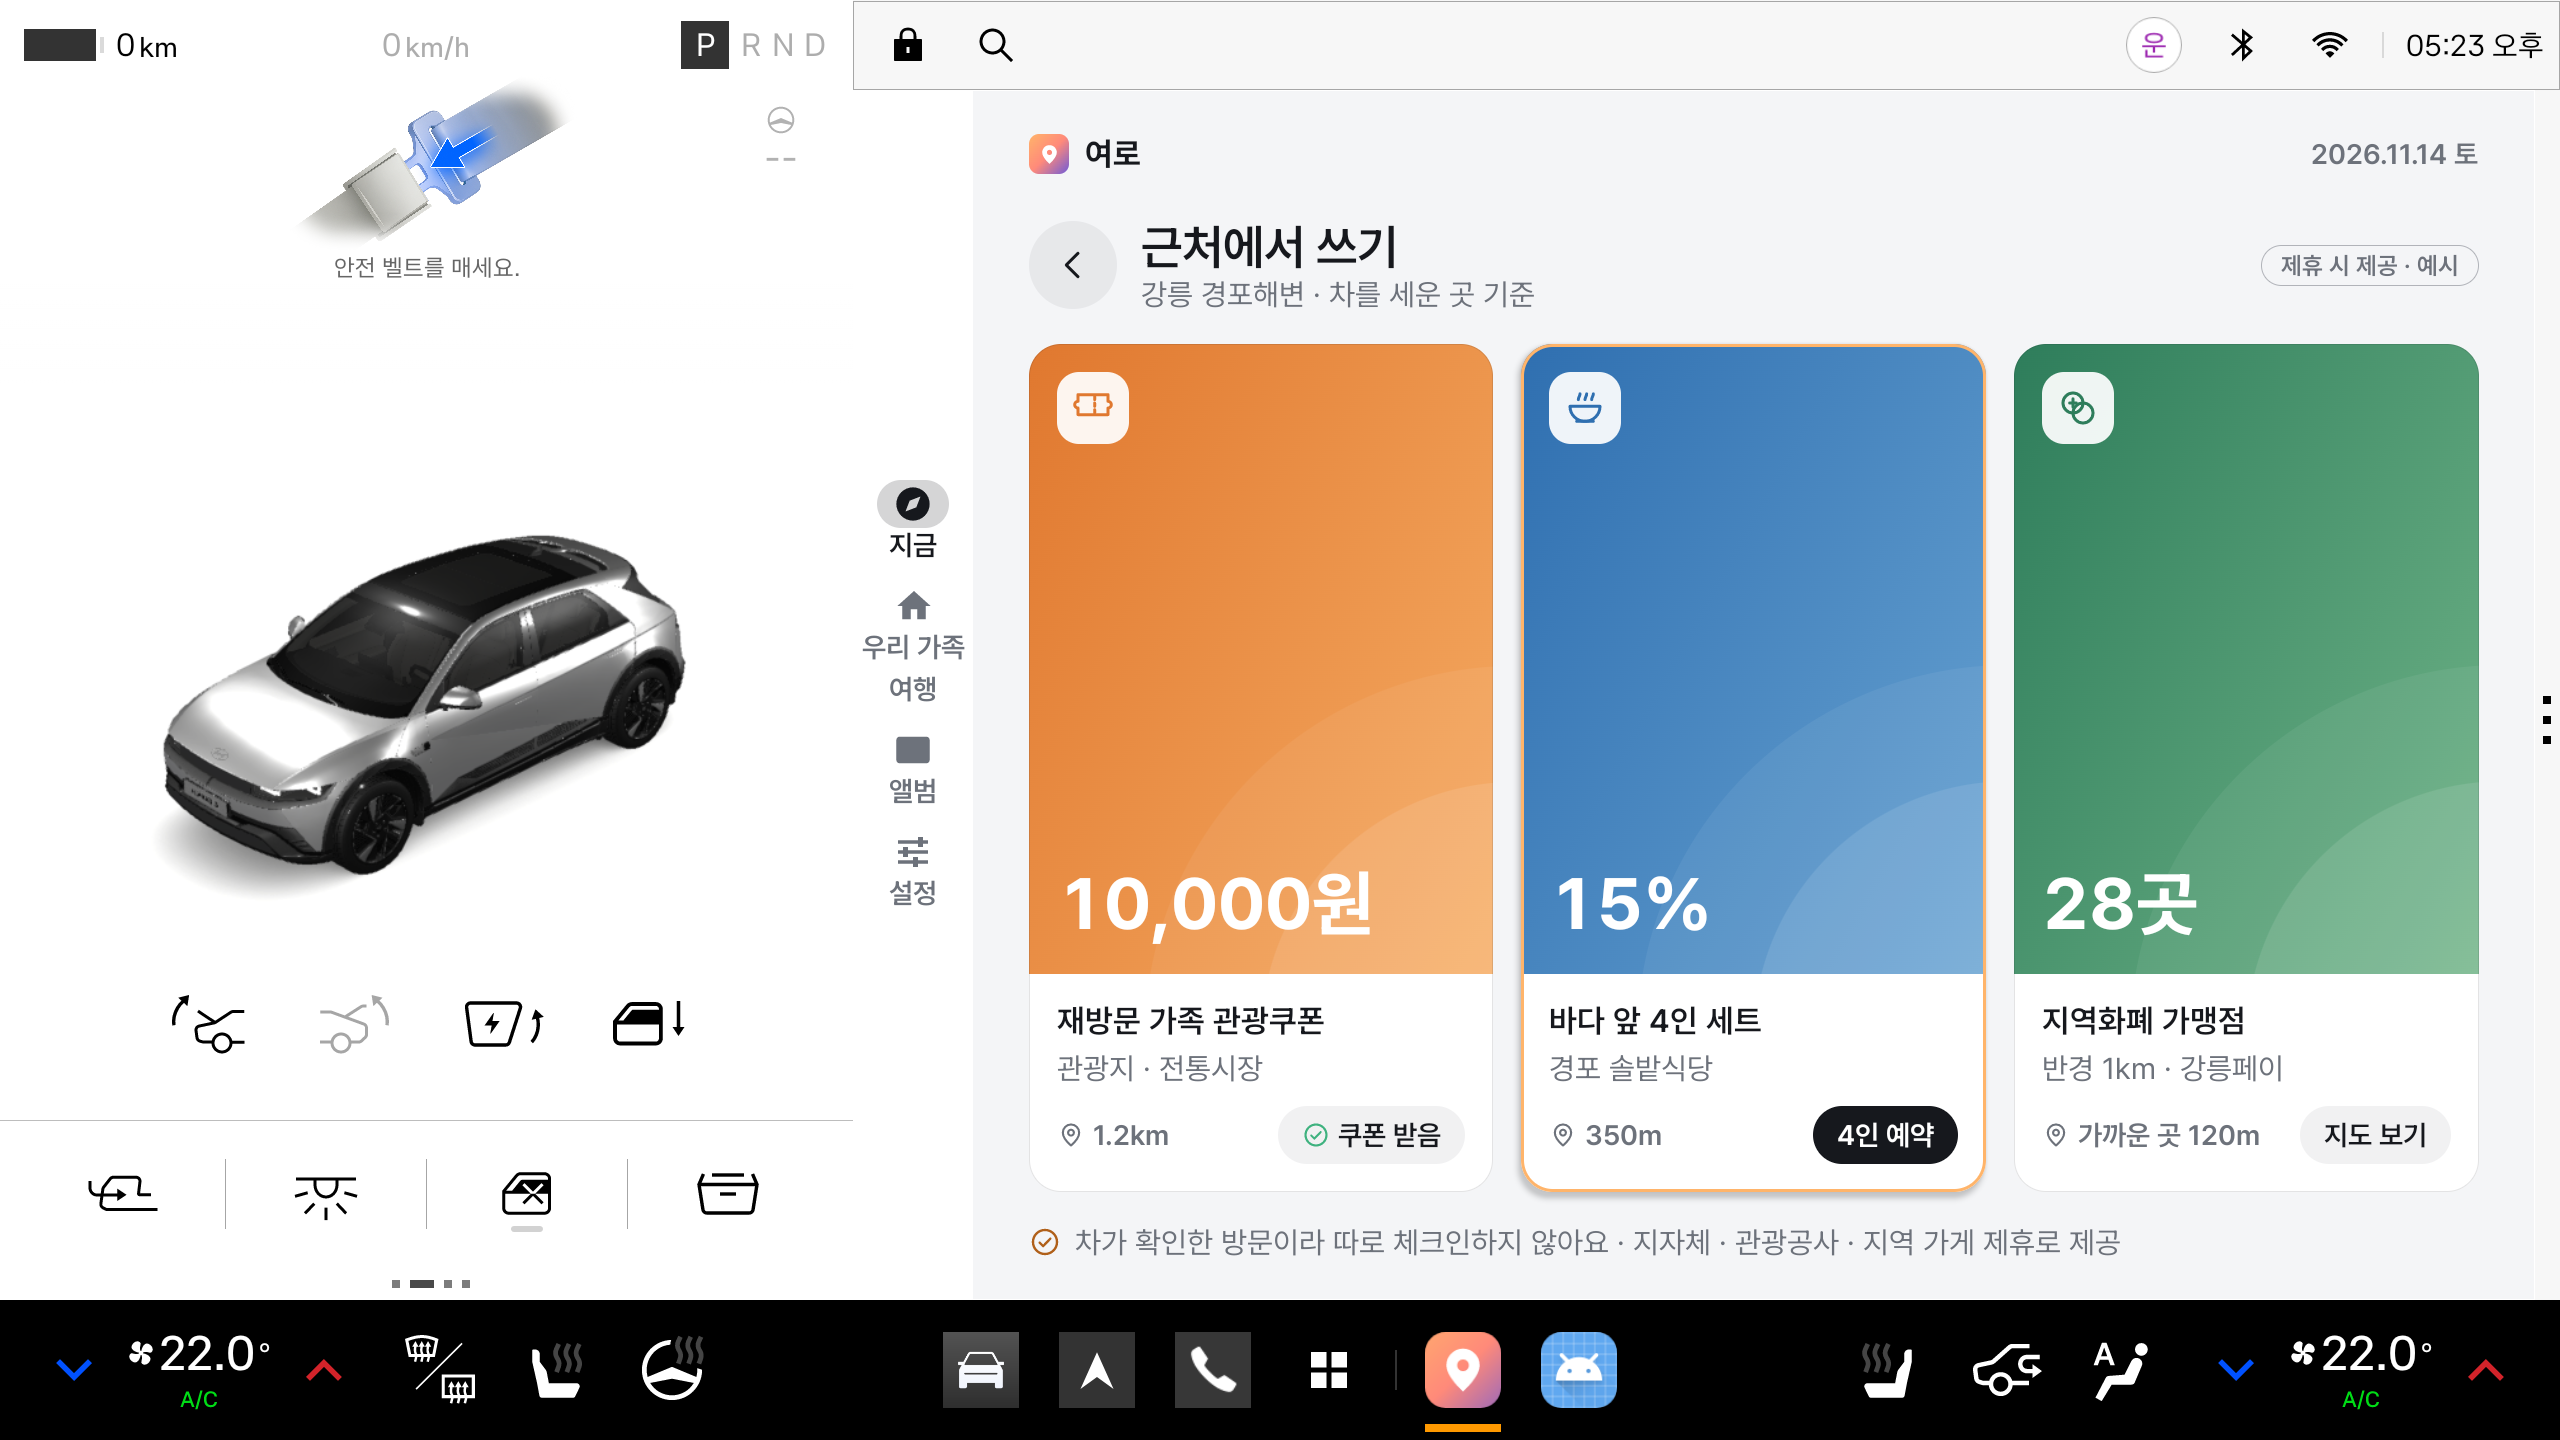 0 km
0 km/h
P R N D
05:23 오후
운
안전 벨트를 매세요.
여로
2026.11.14 토
근처에서 쓰기
강릉 경포해변 · 차를 세운 곳 기준
제휴 시 제공 · 예시
지금
우리 가족
여행
앨범
설정
10,000원
재방문 가족 관광쿠폰
관광지 · 전통시장
1.2km
쿠폰 받음
15%
바다 앞 4인 세트
경포 솔밭식당
350m
4인 예약
28곳
지역화폐 가맹점
반경 1km · 강릉페이
가까운 곳 120m
지도 보기
차가 확인한 방문이라 따로 체크인하지 않아요 · 지자체 · 관광공사 · 지역 가게 제휴로 제공
22.0°
A/C
A
22.0°
A/C